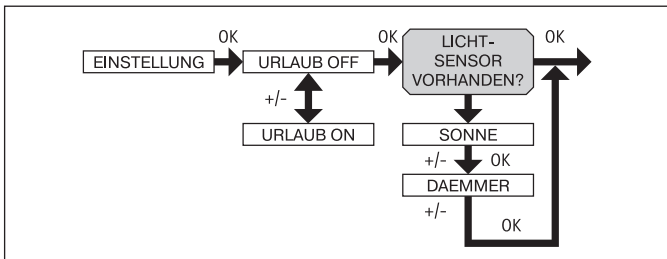 OK OK LICHT- OK
EINSTELLUNG URLAUB OFF SENSOR
VORHANDEN?
+/-
URLAUB ON SONNE
+/- OK
DAEMMER
+/- OK